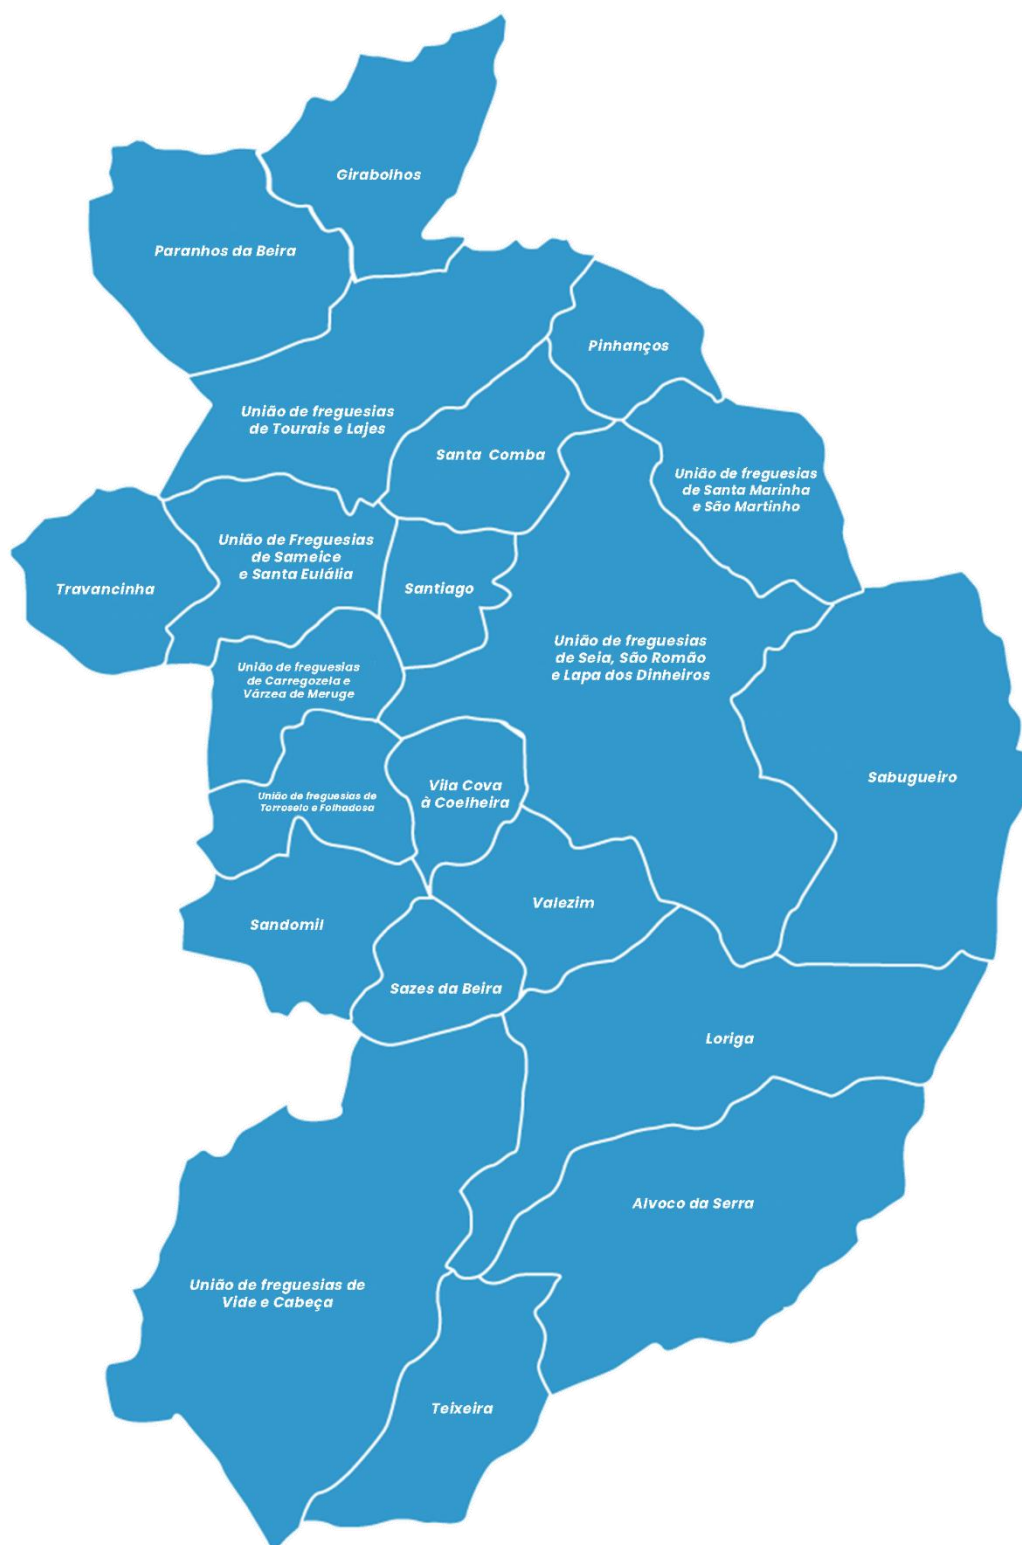 Girabolhos
Paranhos da Beira
Pinhanços
União de freguesias
de Tourais e Lajes
Santa Comba
União de freguesias
de Santa Marinha
e São Martinho
União de Freguesias
de Sameice
e Santa Eulália
Travancinha
Santiago
União de freguesias
de Seia, São Romão
e Lapa dos Dinheiros
União de freguesias
de Carregozela e
Várzea de Meruge
Sabugueiro
Vila Cova
à Coelheira
União de freguesias de
Torroselo e Folhadosa
Valezim
Sandomil
Sazes da Beira
Loriga
Alvoco da Serra
União de freguesias de
Vide e Cabeça
Teixeira